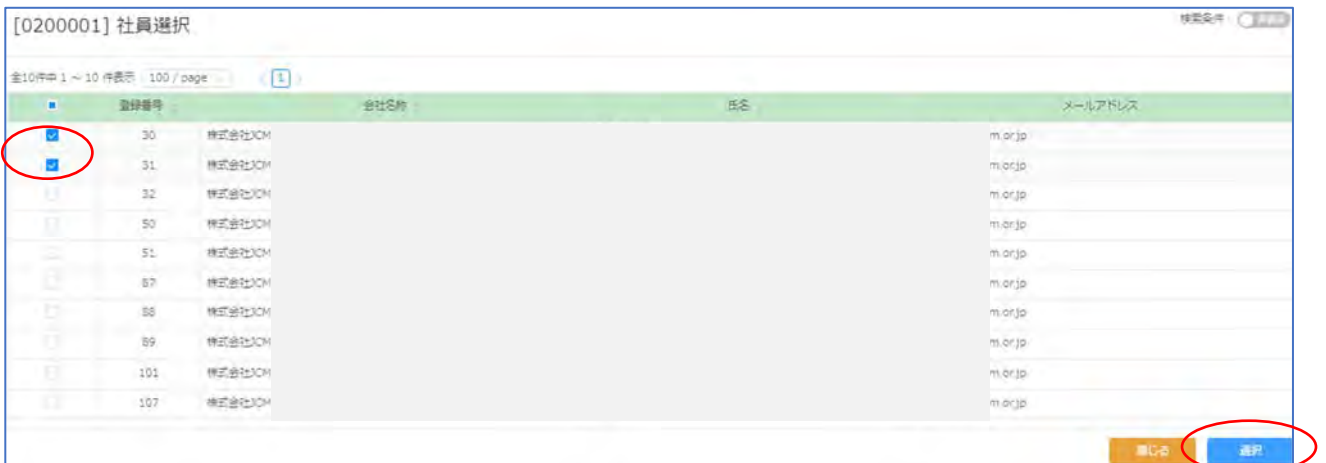 [0200001] 社員選択
検索条件 非表示
全10件中 1 ~ 10 件表示 100 / page 1
登録番号 会社名称 氏名 メールアドレス
30 株式会社JCM m.or.jp
31 株式会社JCM m.or.jp
32 株式会社JCM m.or.jp
50 株式会社JCM m.or.jp
51 株式会社JCM m.or.jp
87 株式会社JCM m.or.jp
88 株式会社JCM m.or.jp
89 株式会社JCM m.or.jp
101 株式会社JCM m.or.jp
107 株式会社JCM m.or.jp
閉じる 選択